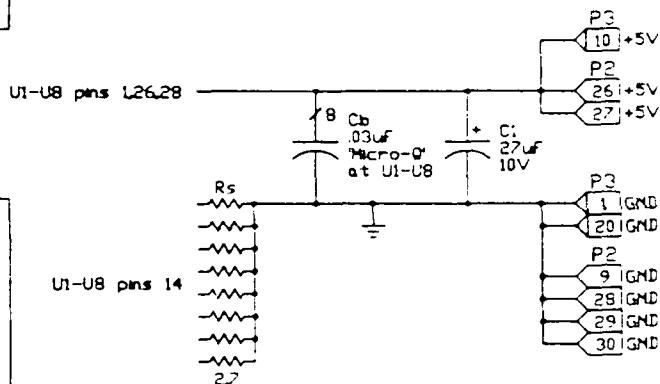 P3
10 +5V
P2
U1-U8 pins 1,26,28
26 +5V
27 +5V
8 Cb
.03uf
"Micro-Q"
at U1-U8
+ C1
27uf
10V
Rs
P3
1 GND
20 GND
P2
U1-U8 pins 14
9 GND
28 GND
29 GND
30 GND
2.7